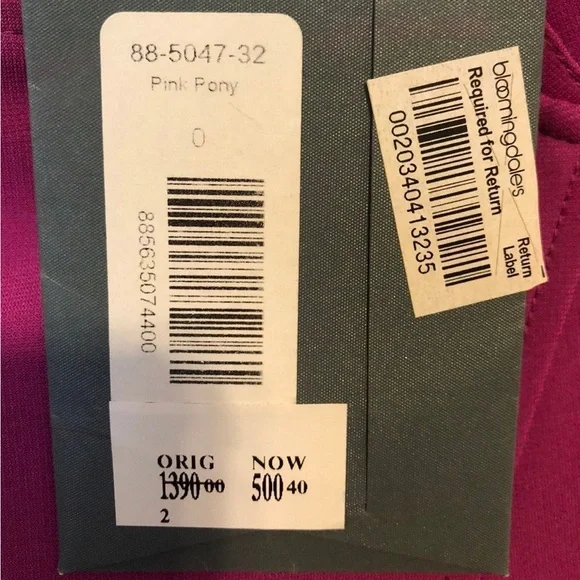 88-5047-32
Pink Pony
0
885635074400
ORIG NOW
1390 00 500 40
2
bloomingdale's
Required for Return
0020340413235
Return
Label